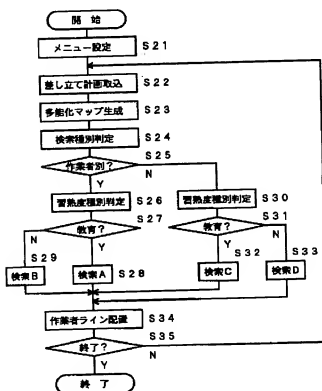 開 始
メニュー設定 S21
差し立て計画取込 S22
多能化マップ生成 S23
検索種別判定 S24
作業者別? S25
Y N
習熟度種別判定 S26 習熟度種別判定 S30
教育? S27 教育? S31
N Y Y N
S29 S32 S33
検索B 検索A S28 検索C 検索D
作業者ライン配置 S34
終了? S35
Y N
終 了